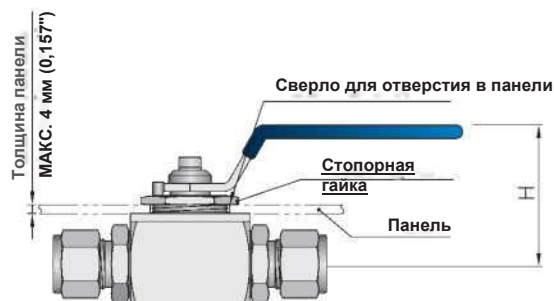 Толщина панели
МАКС. 4 мм (0,157")
Сверло для отверстия в панели
Стопорная
гайка
Панель
H